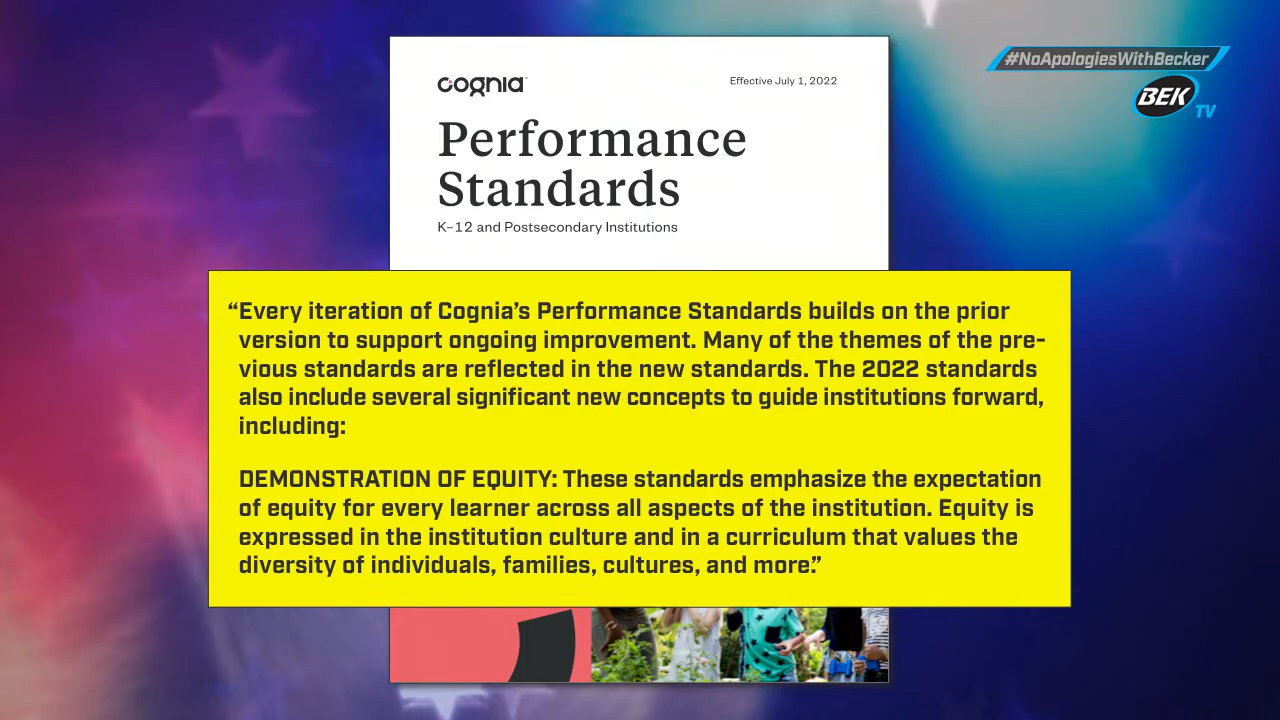 #NoApologiesWithBecker
BEK TV
cognia
Effective July 1, 2022
Performance
Standards
K–12 and Postsecondary Institutions
“Every iteration of Cognia’s Performance Standards builds on the prior
version to support ongoing improvement. Many of the themes of the pre-
vious standards are reflected in the new standards. The 2022 standards
also include several significant new concepts to guide institutions forward,
including:
DEMONSTRATION OF EQUITY: These standards emphasize the expectation
of equity for every learner across all aspects of the institution. Equity is
expressed in the institution culture and in a curriculum that values the
diversity of individuals, families, cultures, and more.”